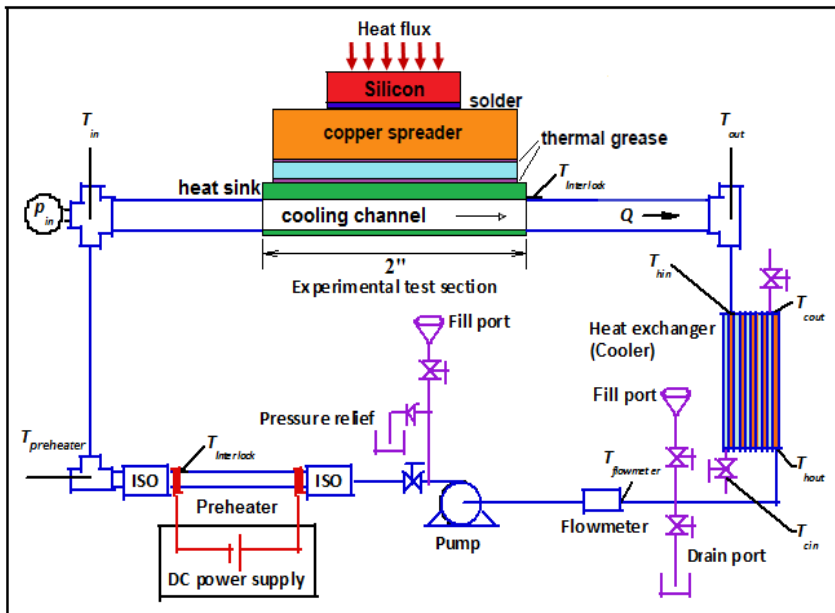 Heat flux
Silicon
solder
T in
copper spreader
T out
thermal grease
heat sink
T Interlock
P in
cooling channel
Q
2"
Experimental test section
T hin
T cout
Fill port
Heat exchanger
(Cooler)
Fill port
Pressure relief
T preheater
T Interlock
T flowmeter
T hout
ISO
ISO
Preheater
Flowmeter
Pump
T cin
Drain port
DC power supply